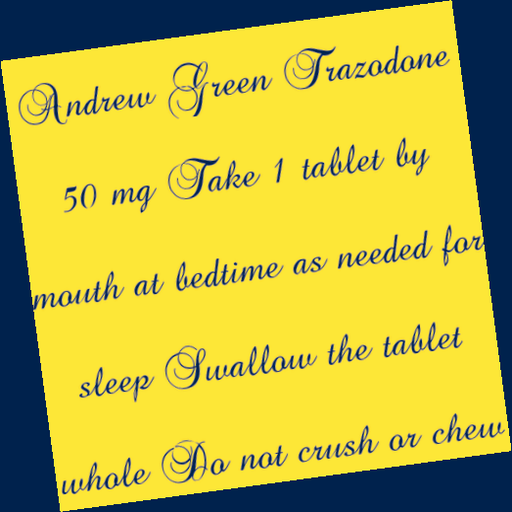 Andrew Green Trazodone
50 mg Take 1 tablet by
mouth at bedtime as needed for
sleep Swallow the tablet
whole Do not crush or chew